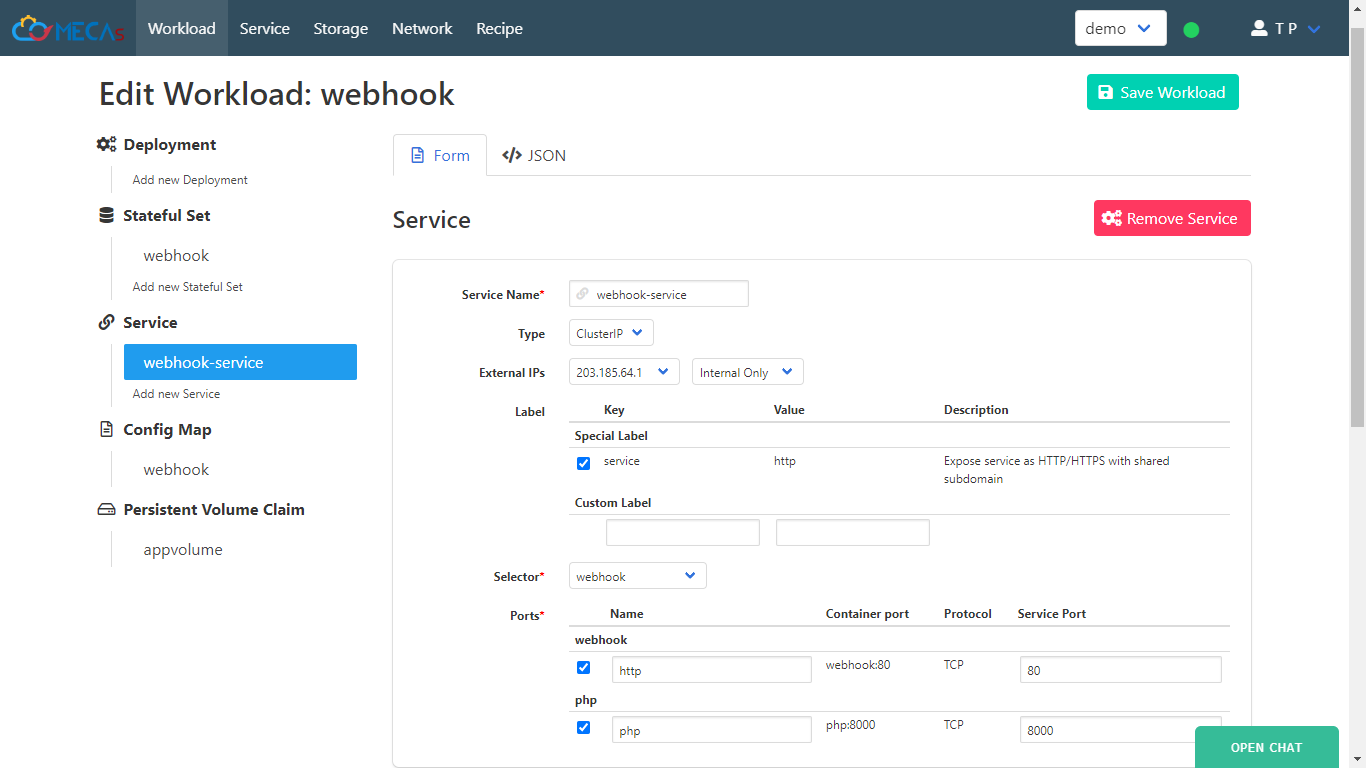 MECAs Workload Service Storage Network Recipe demo T P
Edit Workload: webhook
Save Workload
Deployment
Add new Deployment
Stateful Set
webhook
Add new Stateful Set
Service
webhook-service
Add new Service
Config Map
webhook
Persistent Volume Claim
appvolume
Form JSON
Service
Remove Service
Service Name* webhook-service
Type ClusterIP
External IPs 203.185.64.1 Internal Only
Label Key Value Description
Special Label
service http Expose service as HTTP/HTTPS with shared
subdomain
Custom Label
Selector* webhook
Ports* Name Container port Protocol Service Port
webhook
http webhook:80 TCP 80
php
php php:8000 TCP 8000
OPEN CHAT